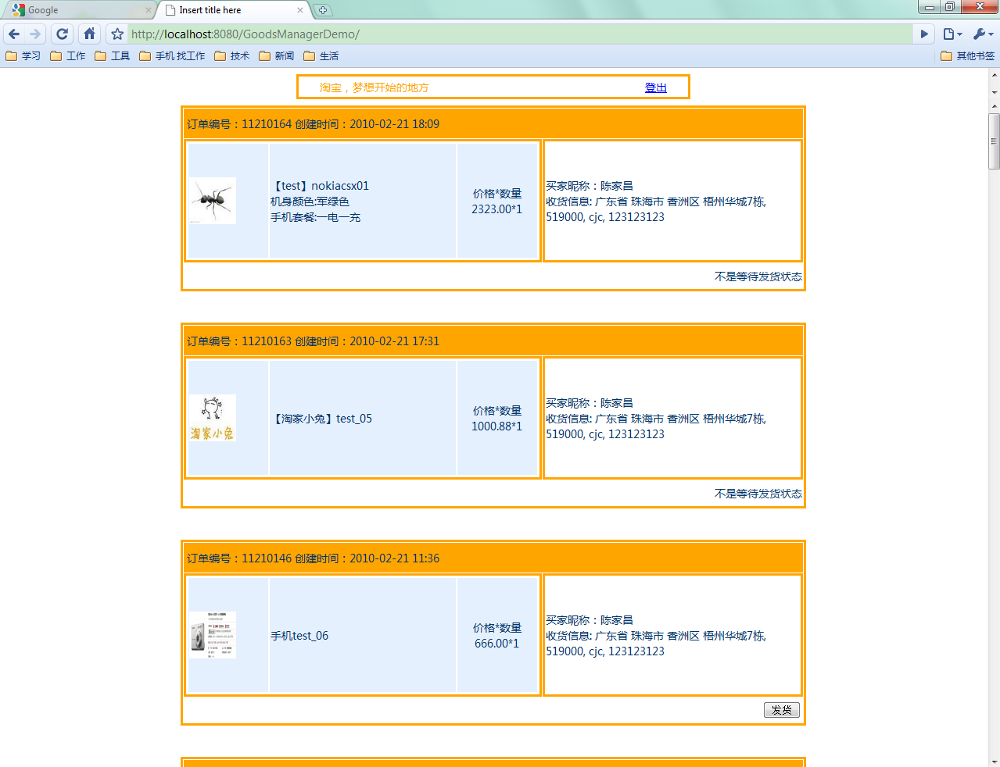 Google
Insert title here
http://localhost:8080/GoodsManagerDemo/
学习 工作 工具 手机 找工作 技术 新闻 生活 其他书签
淘宝，梦想开始的地方 登出
订单编号：11210164 创建时间：2010-02-21 18:09
【test】nokiacsx01
机身颜色:军绿色
手机套餐:一电一充
价格*数量
2323.00*1
买家昵称：陈家昌
收货信息: 广东省 珠海市 香洲区 梧州华城7栋,
519000, cjc, 123123123
不是等待发货状态
订单编号：11210163 创建时间：2010-02-21 17:31
淘家小兔
【淘家小兔】test_05
价格*数量
1000.88*1
买家昵称：陈家昌
收货信息: 广东省 珠海市 香洲区 梧州华城7栋,
519000, cjc, 123123123
不是等待发货状态
订单编号：11210146 创建时间：2010-02-21 11:36
手机test_06
价格*数量
666.00*1
买家昵称：陈家昌
收货信息: 广东省 珠海市 香洲区 梧州华城7栋,
519000, cjc, 123123123
发货